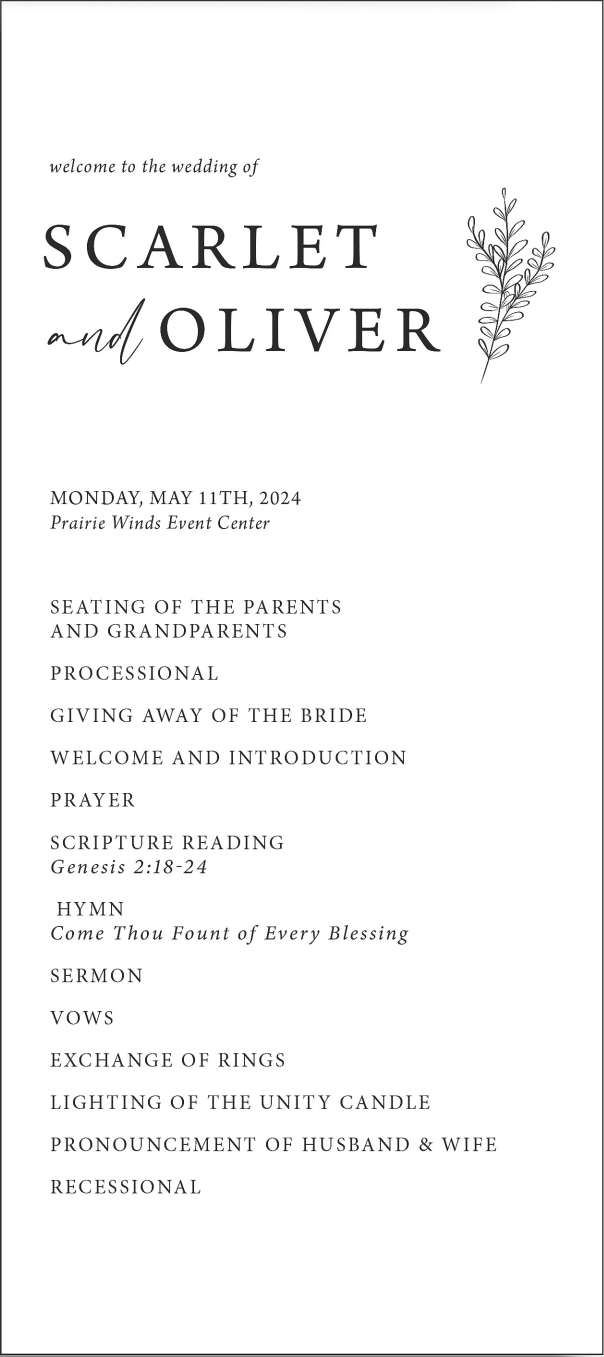 welcome to the wedding of
SCARLET
and OLIVER
MONDAY, MAY 11TH, 2024
Prairie Winds Event Center
SEATING OF THE PARENTS
AND GRANDPARENTS
PROCESSIONAL
GIVING AWAY OF THE BRIDE
WELCOME AND INTRODUCTION
PRAYER
SCRIPTURE READING
Genesis 2:18-24
HYMN
Come Thou Fount of Every Blessing
SERMON
VOWS
EXCHANGE OF RINGS
LIGHTING OF THE UNITY CANDLE
PRONOUNCEMENT OF HUSBAND & WIFE
RECESSIONAL